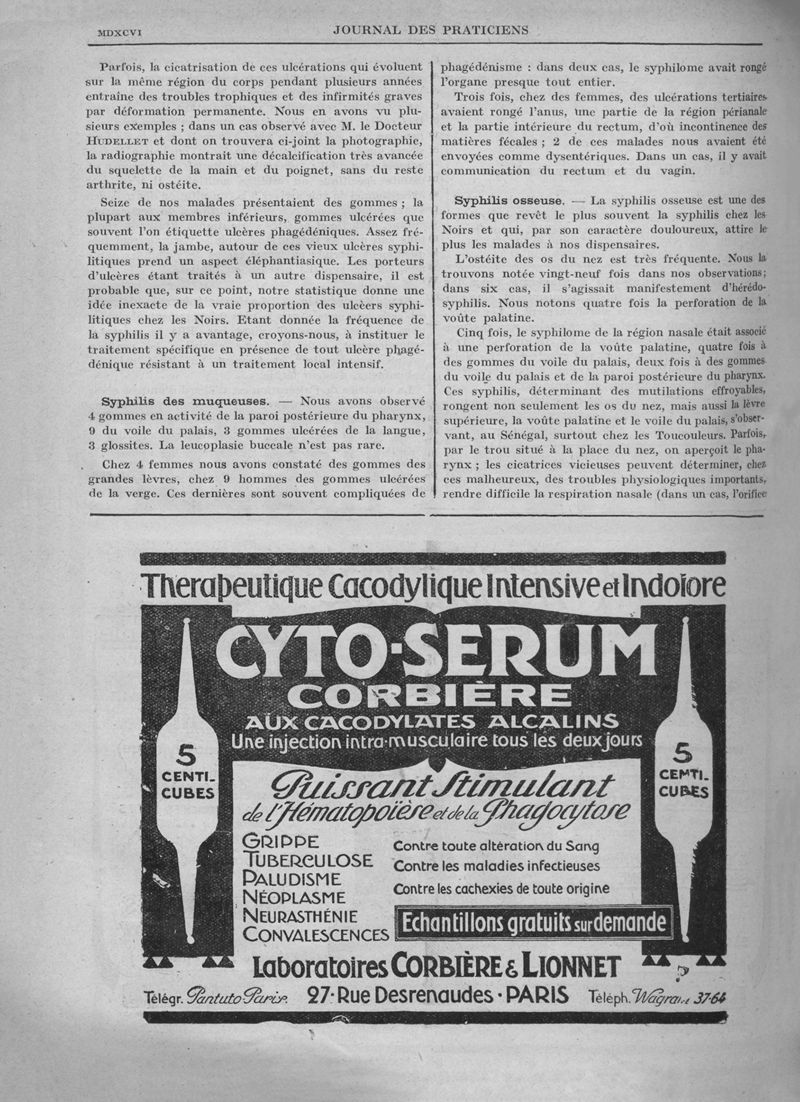 MDXCVI
JOURNAL DES PRATICIENS
Parfois, la cicatrisation de ces ulcérations qui évoluent
sur la même région du corps pendant plusieurs années
entraîne des troubles trophiques et des infirmités graves
par déformation permanente. Nous en avons vu plu-
sieurs exemples ; dans un cas observé avec M. le Docteur
HUDELLET et dont on trouvera ci-joint la photographie,
la radiographie montrait une décalcification très avancée
du squelette de la main et du poignet, sans du reste
arthrite, ni ostéite.
Seize de nos malades présentaient des gommes ; la
plupart aux membres inférieurs, gommes ulcérées que
souvent l'on étiquette ulcères phagédéniques. Assez fré-
quemment, la jambe, autour de ces vieux ulcères syphi-
litiques prend un aspect éléphantiasique. Les porteurs
d'ulcères étant traités à un autre dispensaire, il est
probable que, sur ce point, notre statistique donne une
idée inexacte de la vraie proportion des ulcèers syphi-
litiques chez les Noirs. Etant donnée la fréquence de
la syphilis il y a avantage, croyons-nous, à instituer le
traitement spécifique en présence de tout ulcère phagé-
dénique résistant à un traitement local intensif.
Syphilis des muqueuses. — Nous avons observé
4 gommes en activité de la paroi postérieure du pharynx,
9 du voile du palais, 3 gommes ulcérées de la langue,
3 glossites. La leucoplasie buccale n'est pas rare.
Chez 4 femmes nous avons constaté des gommes des
grandes lèvres, chez 9 hommes des gommes ulcérées
de la verge. Ces dernières sont souvent compliquées de
phagédénisme : dans deux cas, le syphilome avait rongé
l'organe presque tout entier.
Trois fois, chez des femmes, des ulcérations tertiaires
avaient rongé l'anus, une partie de la région périanale
et la partie intérieure du rectum, d'où incontinence des
matières fécales ; 2 de ces malades nous avaient été
envoyées comme dysentériques. Dans un cas, il y avait
communication du rectum et du vagin.
Syphilis osseuse. — La syphilis osseuse est une des
formes que revêt le plus souvent la syphilis chez les
Noirs et qui, par son caractère douloureux, attire le
plus les malades à nos dispensaires.
L'ostéite des os du nez est très fréquente. Nous la
trouvons notée vingt-neuf fois dans nos observations ;
dans six cas, il s'agissait manifestement d'hérédo-
syphilis. Nous notons quatre fois la perforation de la
voûte palatine.
Cinq fois, le syphilome de la région nasale était associé
à une perforation de la voûte palatine, quatre fois à
des gommes du voile du palais, deux fois à des gommes
du voile du palais et de la paroi postérieure du pharynx.
Ces syphilis, déterminant des mutilations effroyables,
rongent non seulement les os du nez, mais aussi la lèvre
supérieure, la voûte palatine et le voile du palais, s'obser-
vant, au Sénégal, surtout chez les Toucouleurs. Parfois,
par le trou situé à la place du nez, on aperçoit le pha-
rynx ; les cicatrices vicieuses peuvent déterminer, chez
ces malheureux, des troubles physiologiques importants,
rendre difficile la respiration nasale (dans un cas, l'orifice
Therapeutique Cacodylique Intensive et Indolore
CYTO-SERUM
CORBIÈRE
AUX CACODYLATES ALCALINS
Une injection intra-musculaire tous les deux jours
5
CENTI-
CUBES
5
CENTI-
CUBES
Puissant Stimulant
de l'Hématopoïèse et de la Phagocytose
GRIPPE
TUBERCULOSE
PALUDISME
NÉOPLASME
NEURASTHÉNIE
CONVALESCENCES
Contre toute altération du Sang
Contre les maladies infectieuses
Contre les cachexies de toute origine
Echantillons gratuits sur demande
Laboratoires CORBIÈRE & LIONNET
Télégr. Pantuto Paris. 27·Rue Desrenaudes·PARIS Téléph. Wagram 37-64